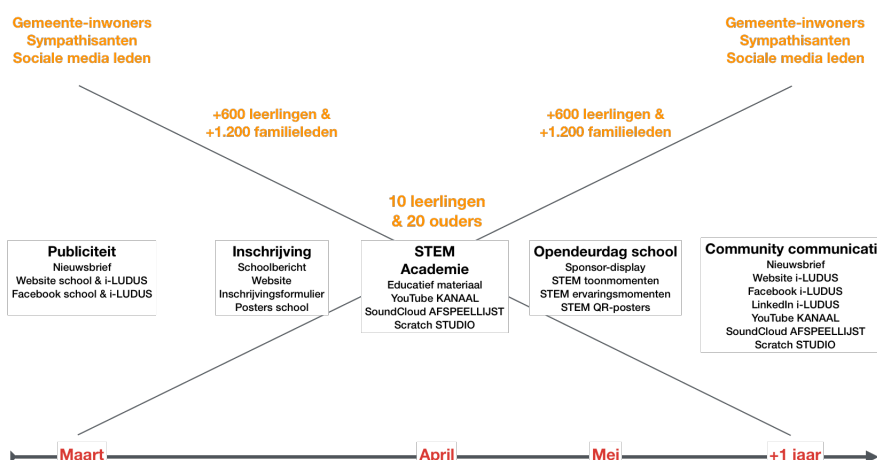 Gemeente-inwoners
Sympathisanten
Sociale media leden
Gemeente-inwoners
Sympathisanten
Sociale media leden
+600 leerlingen &
+1.200 familieleden
+600 leerlingen &
+1.200 familieleden
10 leerlingen
& 20 ouders
Publiciteit
Nieuwsbrief
Website school & i-LUDUS
Facebook school & i-LUDUS
Inschrijving
Schoolbericht
Website
Inschrijvingsformulier
Posters school
STEM
Academie
Educatief materiaal
YouTube KANAAL
SoundCloud AFSPEELLIJST
Scratch STUDIO
Opendeurdag school
Sponsor-display
STEM toonmomenten
STEM ervaringsmomenten
STEM QR-posters
Community communicati
Nieuwsbrief
Website i-LUDUS
Facebook i-LUDUS
LinkedIn i-LUDUS
YouTube KANAAL
SoundCloud AFSPEELLIJST
Scratch STUDIO
Maart
April
Mei
+1 jaar